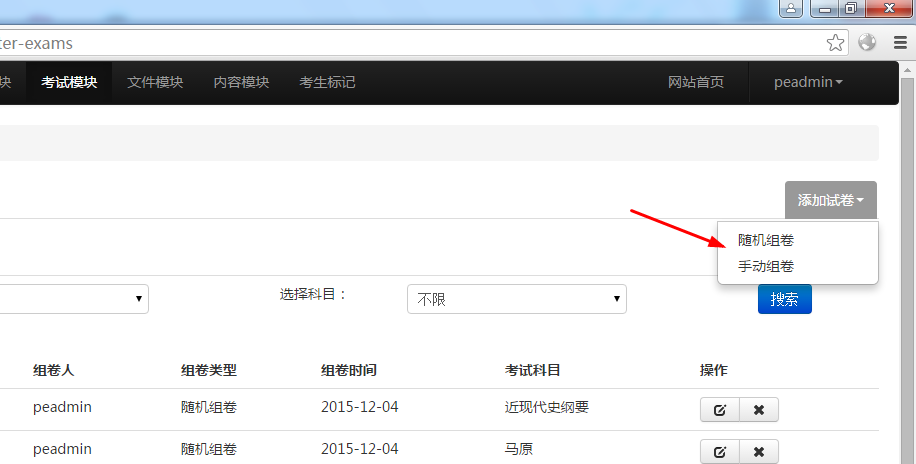 ter-exams
块 考试模块 文件模块 内容模块 考生标记 网站首页 peadmin
添加试卷
随机组卷
手动组卷
选择科目： 不限 搜索
组卷人 组卷类型 组卷时间 考试科目 操作
peadmin 随机组卷 2015-12-04 近现代史纲要
peadmin 随机组卷 2015-12-04 马原